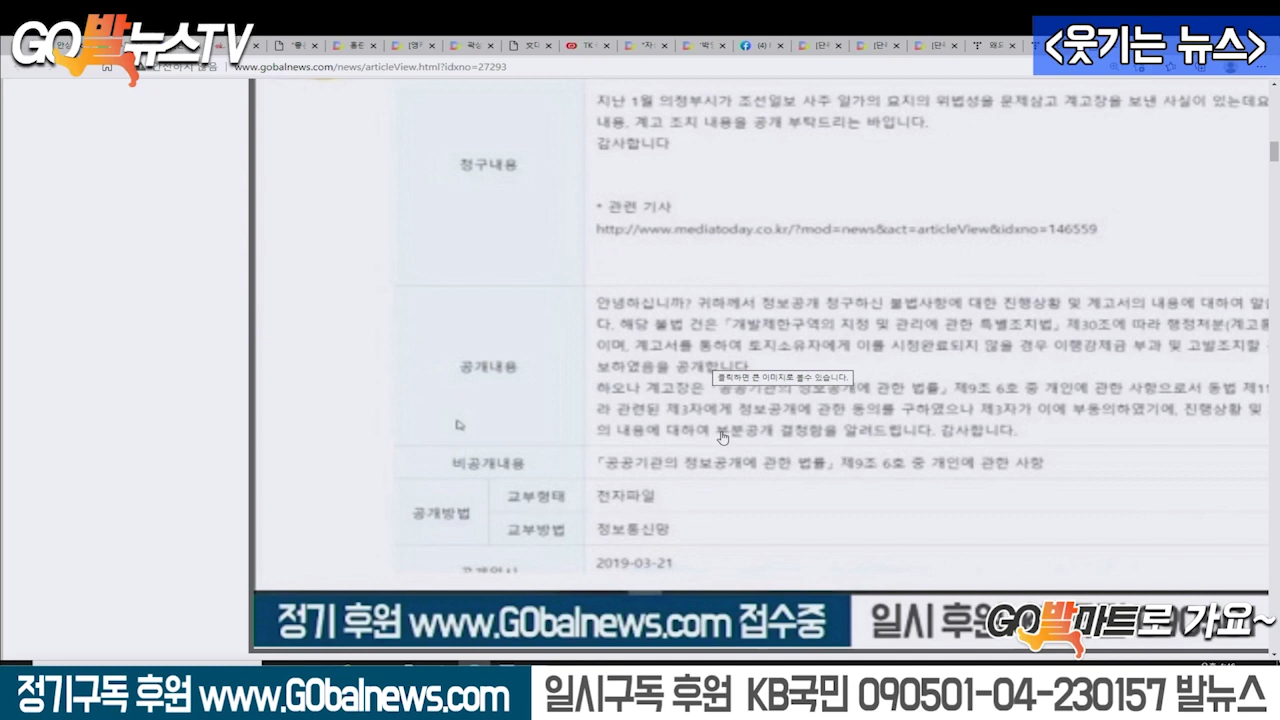 GO발뉴스TV
<웃기는 뉴스>
www.gobalnews.com/news/articleView.html?idxno=27293
지난 1월 의정부시가 조선일보 사주 일가의 묘지의 위법성을 문제삼고 계고장을 보낸 사실이 있는데요
내용, 계고 조치 내용을 공개 부탁드리는 바입니다.
감사합니다
청구내용
* 관련 기사
http://www.mediatoday.co.kr/?mod=news&act=articleView&idxno=146559
안녕하십니까? 귀하께서 정보공개 청구하신 불법사항에 대한 진행상황 및 계고서의 내용에 대하여 말씀
다. 해당 불법 건은 「개발제한구역의 지정 및 관리에 관한 특별조치법」 제30조에 따라 행정처분(계고통
이며, 계고서를 통하여 토지소유자에게 이를 시정완료되지 않을 경우 이행강제금 부과 및 고발조치할
공개내용
보하였음을 공개합니다
클릭하면 큰 이미지로 볼수 있습니다.
하오나 계고장은 「공공기관의 정보공개에 관한 법률」 제9조 6호 중 개인에 관한 사항으로서 동법 제11
라 관련된 제3자에게 정보공개에 관한 동의를 구하였으나 제3자가 이에 부동의하였기에, 진행상황 및
의 내용에 대하여 부분공개 결정함을 알려드립니다. 감사합니다.
비공개내용 「공공기관의 정보공개에 관한 법률」 제9조 6호 중 개인에 관한 사항
공개방법
교부형태 전자파일
교부방법 정보통신망
2019-03-21
정기 후원 www.GObalnews.com 접수중
일시 후원
GO발마트로 가요~
정기구독 후원 www.GObalnews.com
일시구독 후원 KB국민 090501-04-230157 발뉴스